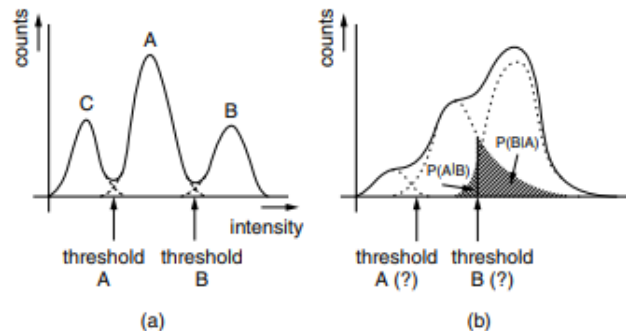 counts
A
C
B
intensity
threshold
A
threshold
B
(a)
counts
P(A|B)
P(B|A)
threshold
A (?)
threshold
B (?)
(b)